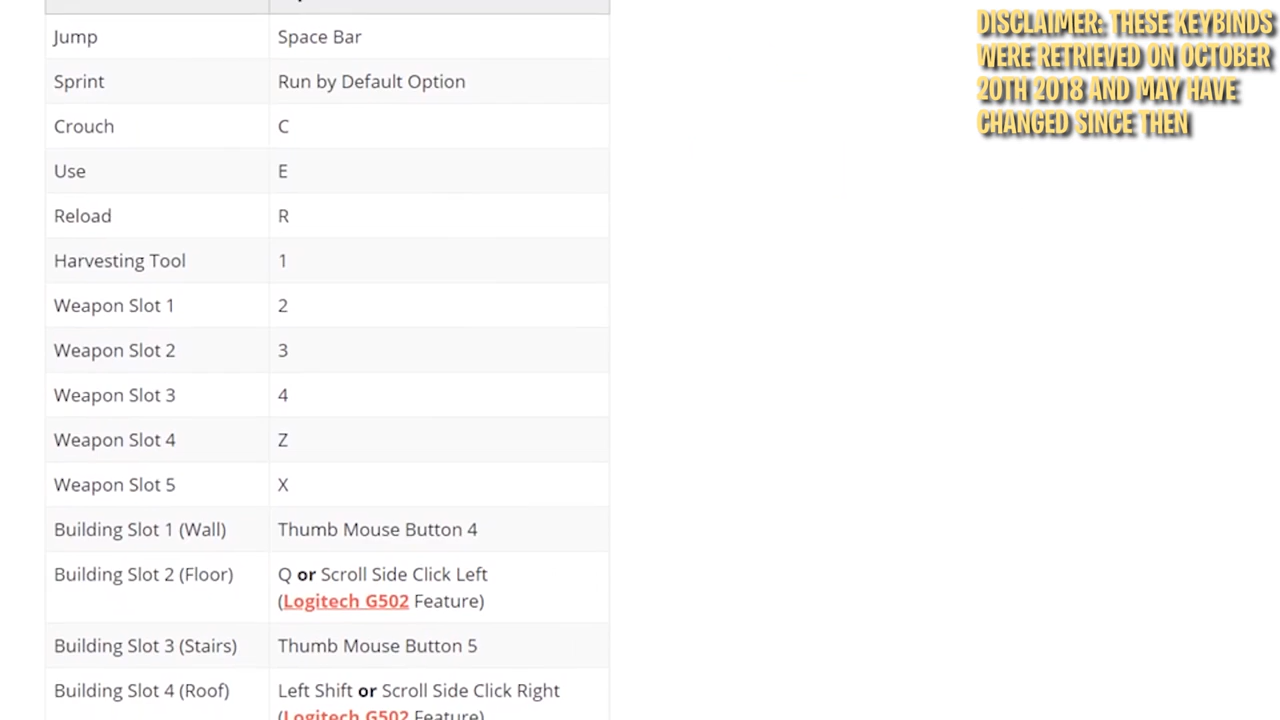 DISCLAIMER: THESE KEYBINDS
WERE RETRIEVED ON OCTOBER
20TH 2018 AND MAY HAVE
CHANGED SINCE THEN
Jump Space Bar
Sprint Run by Default Option
Crouch C
Use E
Reload R
Harvesting Tool 1
Weapon Slot 1 2
Weapon Slot 2 3
Weapon Slot 3 4
Weapon Slot 4 Z
Weapon Slot 5 X
Building Slot 1 (Wall) Thumb Mouse Button 4
Building Slot 2 (Floor) Q or Scroll Side Click Left
(Logitech G502 Feature)
Building Slot 3 (Stairs) Thumb Mouse Button 5
Building Slot 4 (Roof) Left Shift or Scroll Side Click Right
(Logitech G502 Feature)